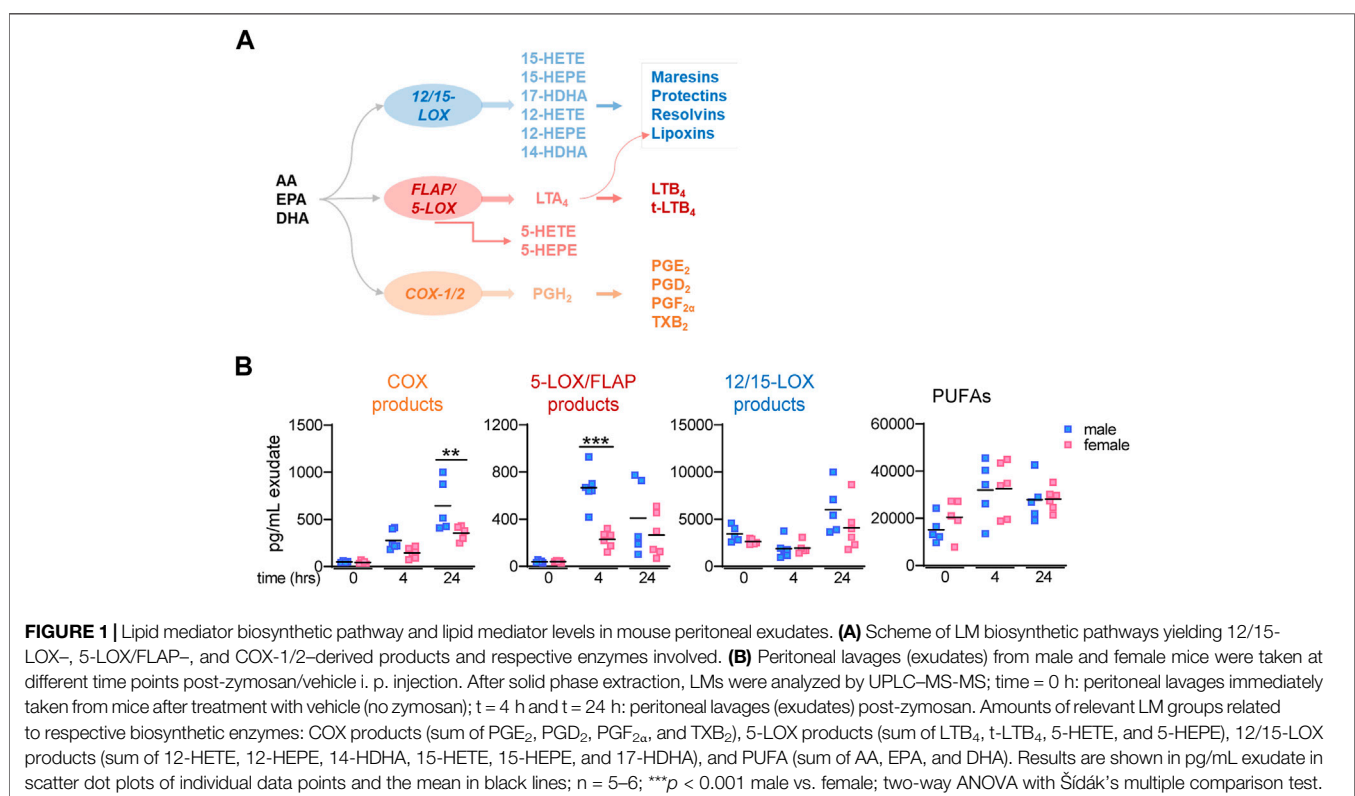 A
12/15-
LOX
15-HETE
15-HEPE
17-HDHA
12-HETE
12-HEPE
14-HDHA
Maresins
Protectins
Resolvins
Lipoxins
AA
EPA
DHA
FLAP/
5-LOX
LTA₄
LTB₄
t-LTB₄
5-HETE
5-HEPE
COX-1/2
PGH₂
PGE₂
PGD₂
PGF₂α
TXB₂
B
COX
products
5-LOX/FLAP
products
12/15-LOX
products
PUFAs
pg/mL exudate
1500
1000
500
0
**
1200
800
400
0
***
15000
10000
5000
0
60000
40000
20000
0
male
female
time (hrs)
0 4 24
0 4 24
0 4 24
0 4 24
FIGURE 1 | Lipid mediator biosynthetic pathway and lipid mediator levels in mouse peritoneal exudates. (A) Scheme of LM biosynthetic pathways yielding 12/15-
LOX–, 5-LOX/FLAP–, and COX-1/2–derived products and respective enzymes involved. (B) Peritoneal lavages (exudates) from male and female mice were taken at
different time points post-zymosan/vehicle i. p. injection. After solid phase extraction, LMs were analyzed by UPLC–MS-MS; time = 0 h: peritoneal lavages immediately
taken from mice after treatment with vehicle (no zymosan); t = 4 h and t = 24 h: peritoneal lavages (exudates) post-zymosan. Amounts of relevant LM groups related
to respective biosynthetic enzymes: COX products (sum of PGE₂, PGD₂, PGF₂α, and TXB₂), 5-LOX products (sum of LTB₄, t-LTB₄, 5-HETE, and 5-HEPE), 12/15-LOX
products (sum of 12-HETE, 12-HEPE, 14-HDHA, 15-HETE, 15-HEPE, and 17-HDHA), and PUFA (sum of AA, EPA, and DHA). Results are shown in pg/mL exudate in
scatter dot plots of individual data points and the mean in black lines; n = 5–6; ***p < 0.001 male vs. female; two-way ANOVA with Šídák’s multiple comparison test.